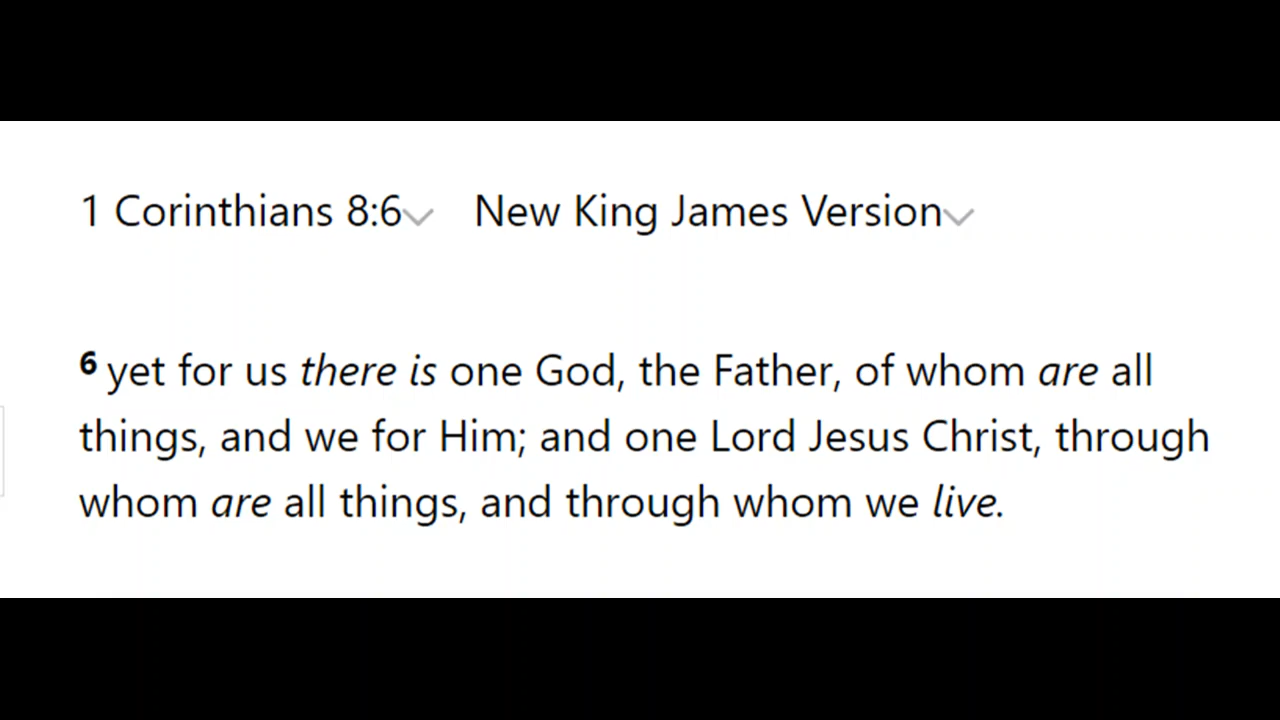 1 Corinthians 8:6 New King James Version
6 yet for us there is one God, the Father, of whom are all
things, and we for Him; and one Lord Jesus Christ, through
whom are all things, and through whom we live.